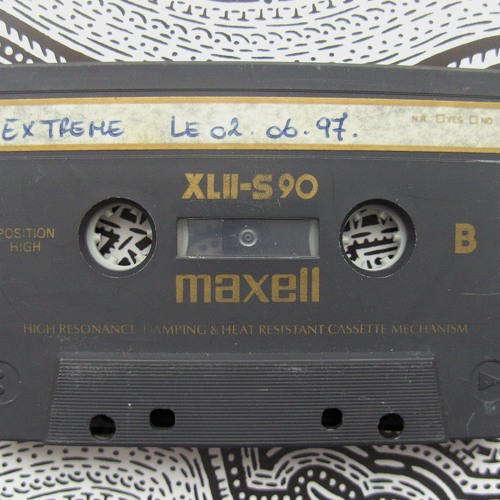 EXTREME LE 02.06.97.
N.R. YES NO
XLII-S 90
POSITION
HIGH
B
maxell
HIGH RESONANCE DAMPING & HEAT RESISTANT CASSETTE MECHANISM